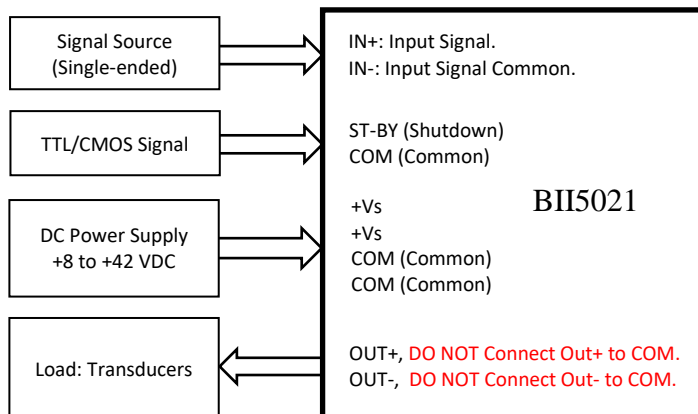 Signal Source
(Single-ended)
IN+: Input Signal.
IN-: Input Signal Common.
TTL/CMOS Signal
ST-BY (Shutdown)
COM (Common)
DC Power Supply
+8 to +42 VDC
+Vs
+Vs
COM (Common)
COM (Common)
BII5021
Load: Transducers
OUT+, DO NOT Connect Out+ to COM.
OUT-, DO NOT Connect Out- to COM.